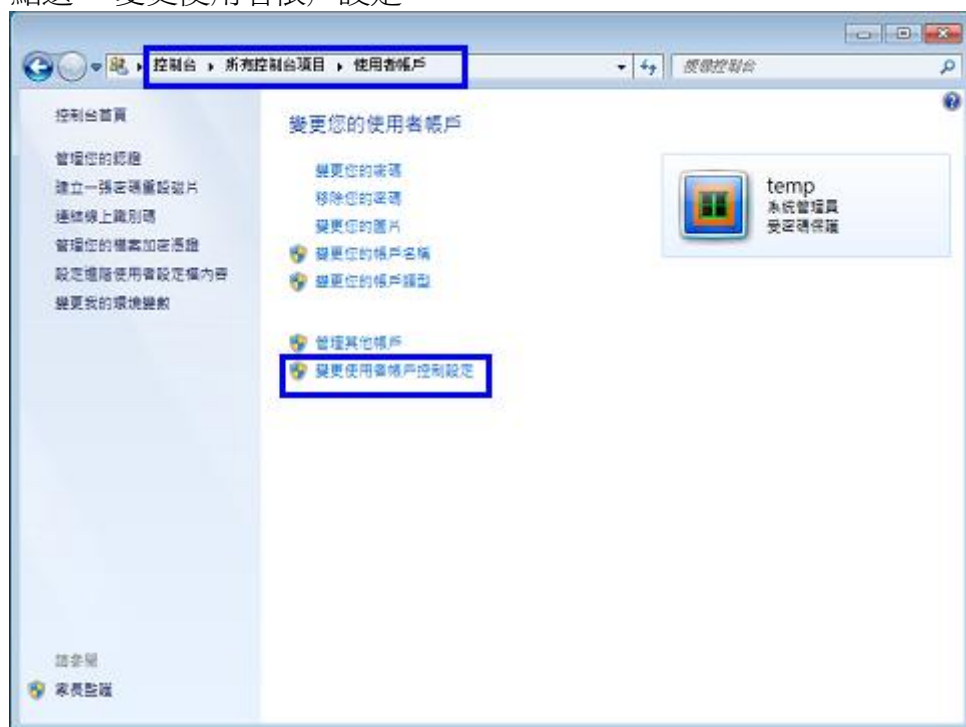 點選 變更使用者帳戶設定
控制台 ▸ 所有控制台項目 ▸ 使用者帳戶
搜尋控制台
控制台首頁
管理您的認證
建立一張密碼重設磁片
連結線上識別碼
管理您的檔案加密憑證
設定進階使用者設定檔內容
變更我的環境變數
變更您的使用者帳戶
變更您的密碼
移除您的密碼
變更您的圖片
變更您的帳戶名稱
變更您的帳戶類型
管理其他帳戶
變更使用者帳戶控制設定
temp
系統管理員
受密碼保護
請參閱
家長監護